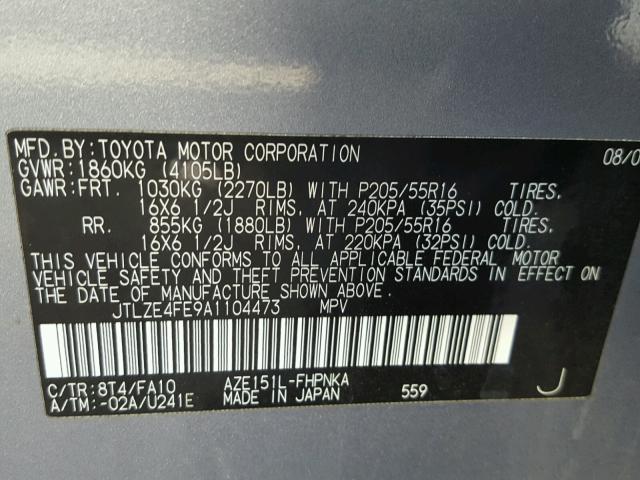 MFD.BY:TOYOTA MOTOR CORPORATION 08/0
GVWR:1860KG (4105LB)
GAWR:FRT. 1030KG (2270LB) WITH P205/55R16 TIRES,
16X6 1/2J RIMS, AT 240KPA (35PSI) COLD.
RR. 855KG (1880LB) WITH P205/55R16 TIRES,
16X6 1/2J RIMS, AT 220KPA (32PSI) COLD.
THIS VEHICLE CONFORMS TO ALL APPLICABLE FEDERAL MOTOR
VEHICLE SAFETY AND THEFT PREVENTION STANDARDS IN EFFECT ON
THE DATE OF MANUFACTURE SHOWN ABOVE.
JTLZE4FE9A1104473 MPV
C/TR:8T4/FA10 AZE151L-FHPNKA
A/TM:-02A/U241E MADE IN JAPAN 559 J